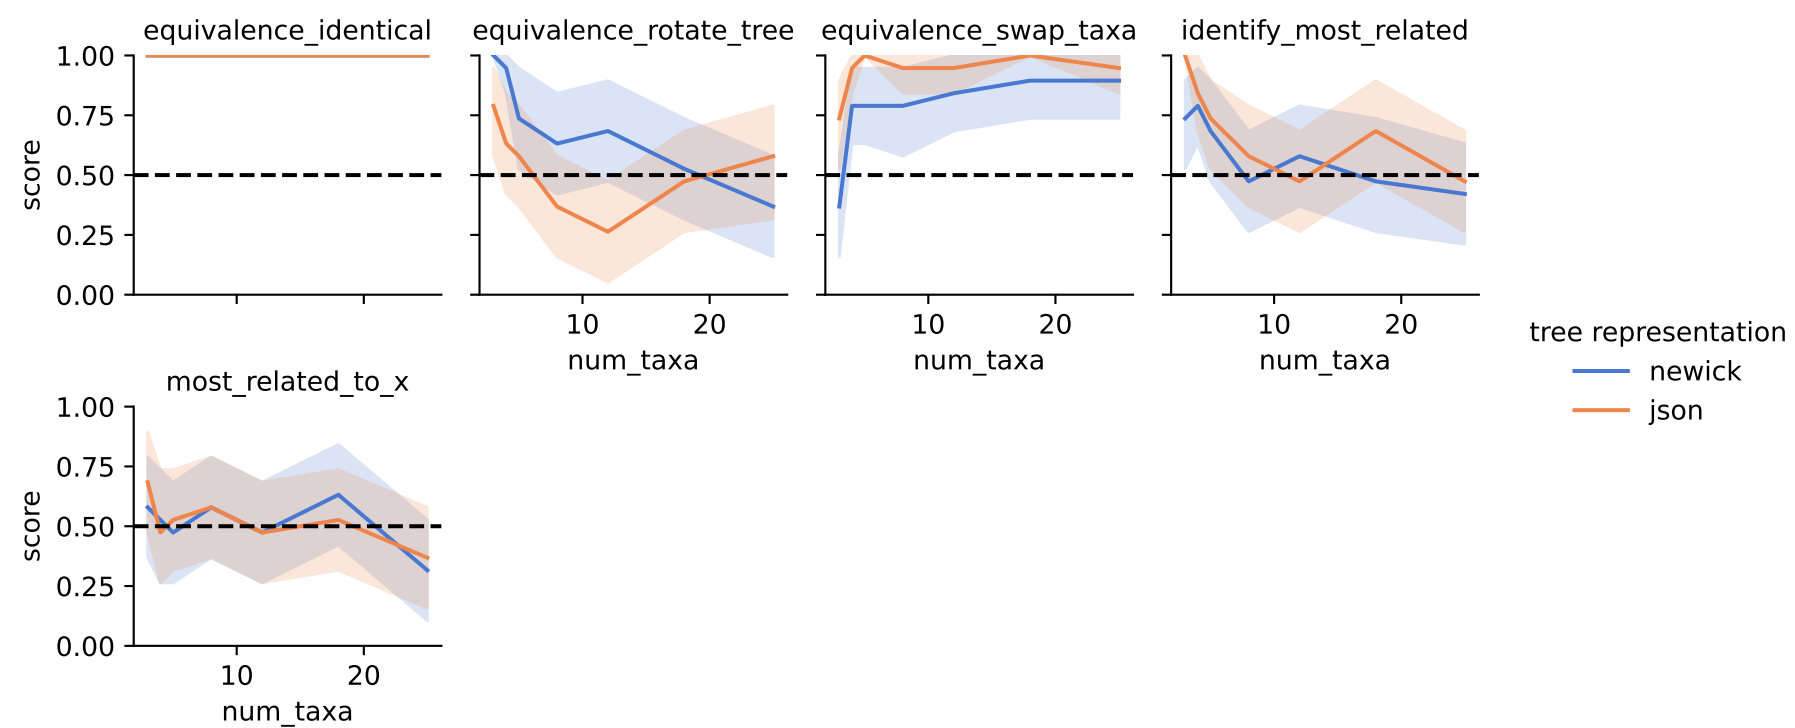 equivalence_identical
equivalence_rotate_tree
equivalence_swap_taxa
identify_most_related
score
1.00
0.75
0.50
0.25
0.00
10 20
num_taxa
10 20
num_taxa
10 20
num_taxa
most_related_to_x
score
1.00
0.75
0.50
0.25
0.00
10 20
num_taxa
tree representation
newick
json